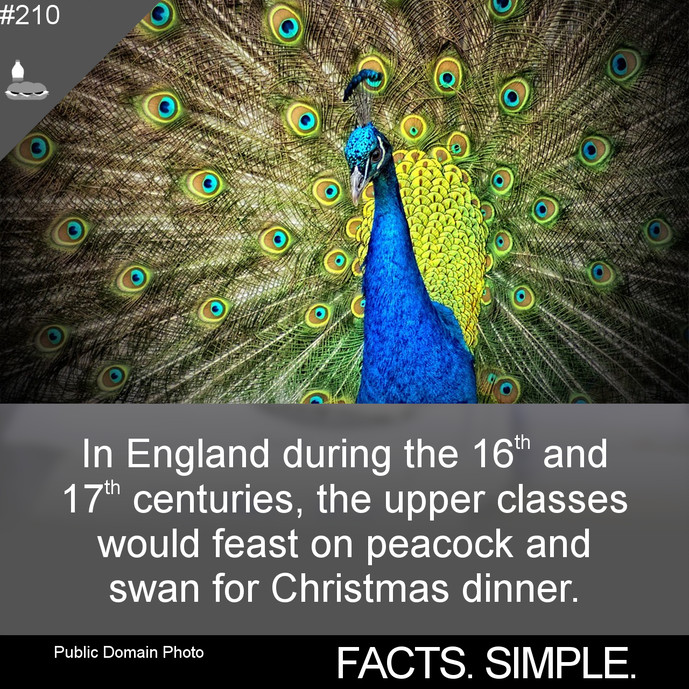 #210
In England during the 16th and
17th centuries, the upper classes
would feast on peacock and
swan for Christmas dinner.
Public Domain Photo
FACTS. SIMPLE.